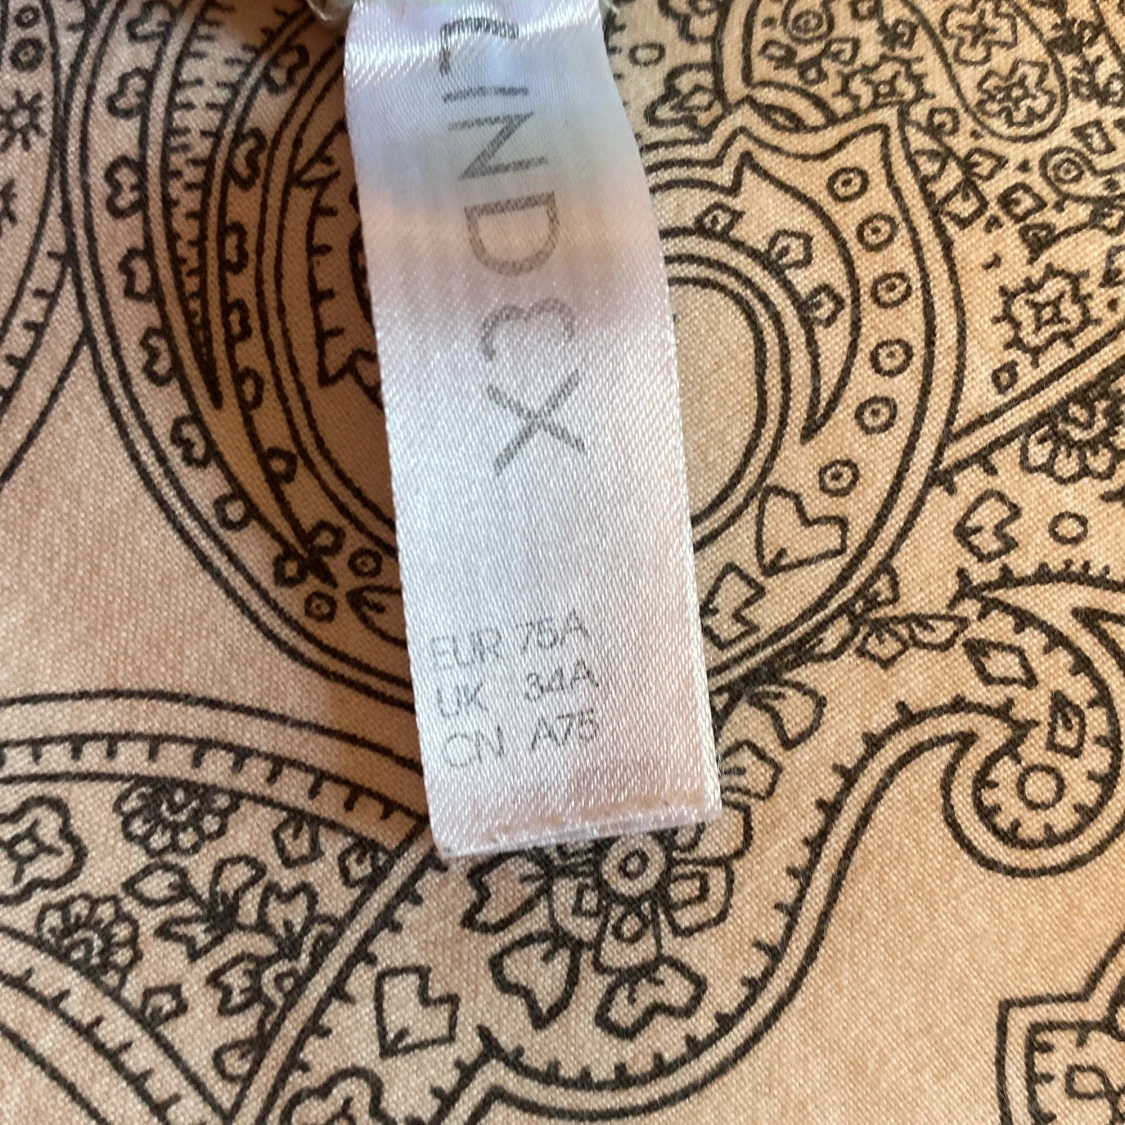 LINDEX
EUR 75A
UK 34A
CN A75